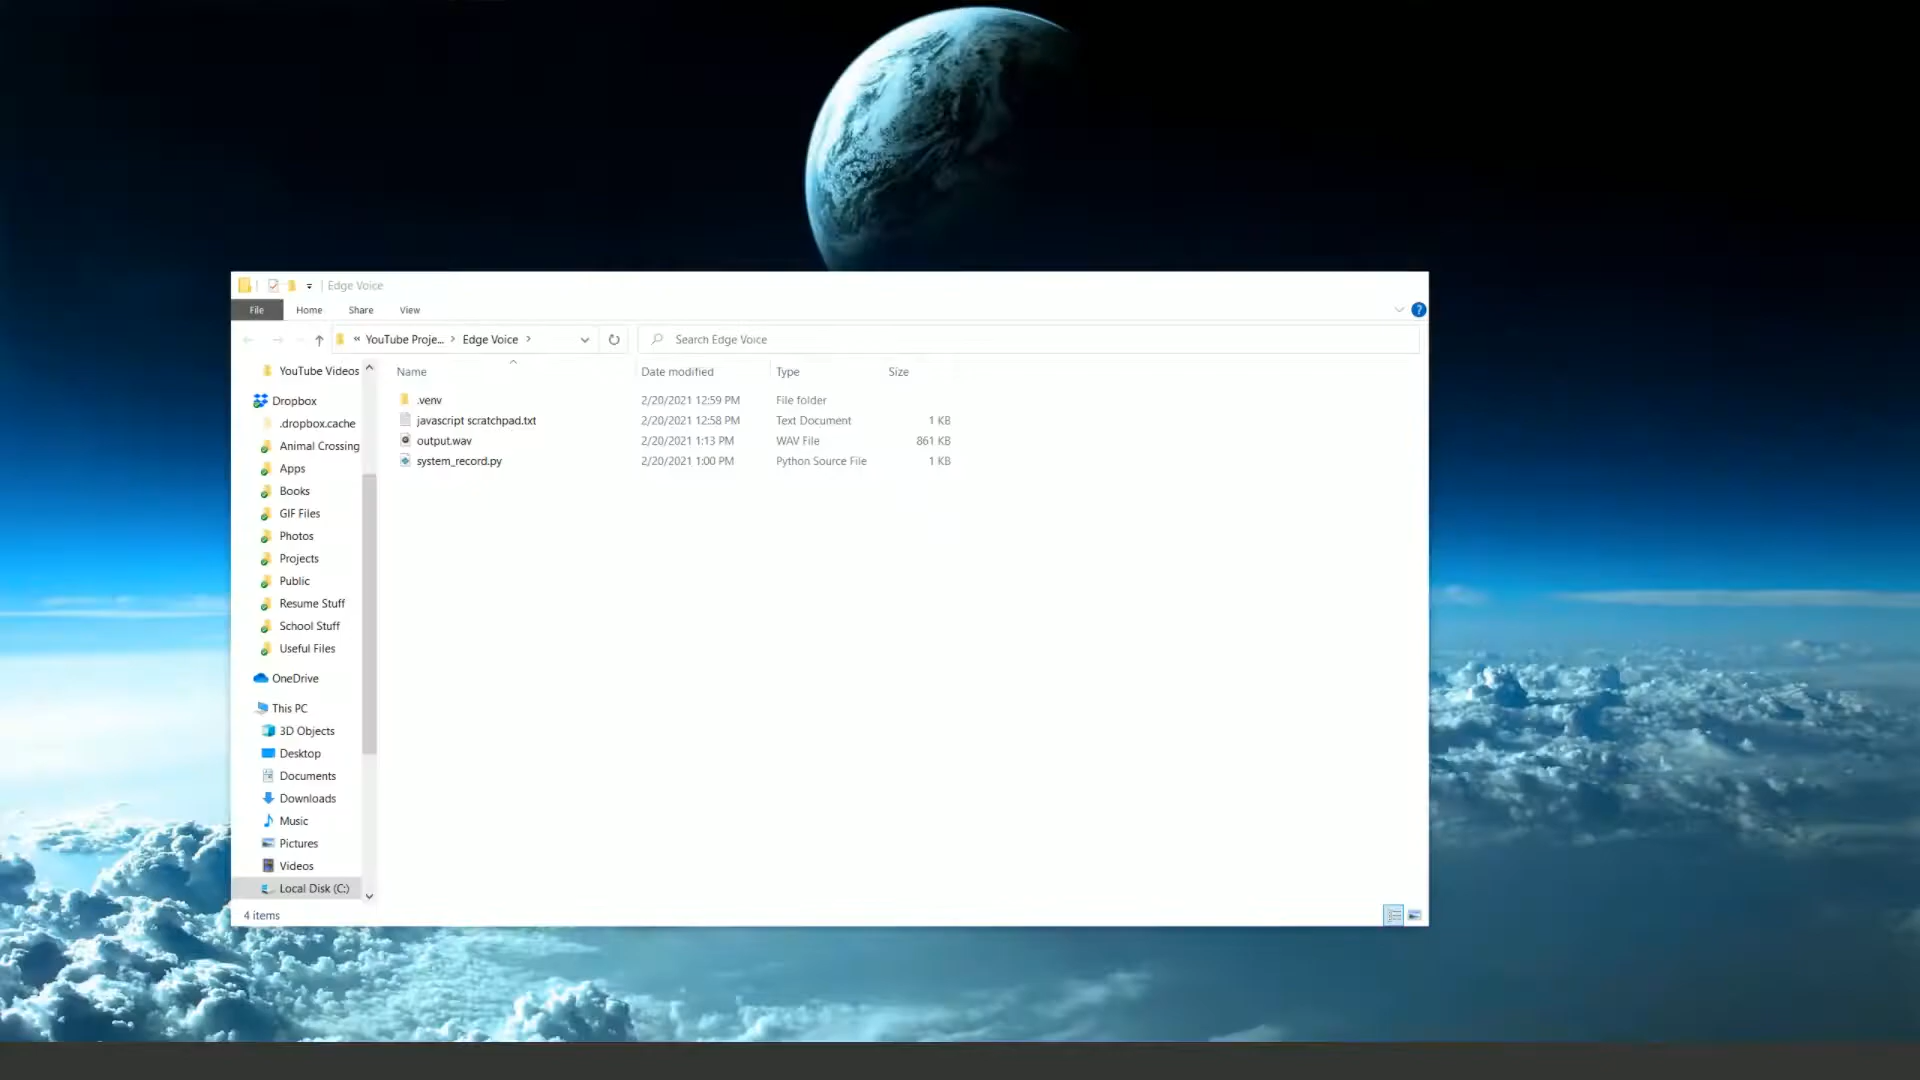 Edge Voice
File Home Share View
« YouTube Proje... > Edge Voice >
Search Edge Voice
Name Date modified Type Size
.venv 2/20/2021 12:59 PM File folder
javascript scratchpad.txt 2/20/2021 12:58 PM Text Document 1 KB
output.wav 2/20/2021 1:13 PM WAV File 861 KB
system_record.py 2/20/2021 1:00 PM Python Source File 1 KB
YouTube Videos
Dropbox
.dropbox.cache
Animal Crossing
Apps
Books
GIF Files
Photos
Projects
Public
Resume Stuff
School Stuff
Useful Files
OneDrive
This PC
3D Objects
Desktop
Documents
Downloads
Music
Pictures
Videos
Local Disk (C:)
4 items